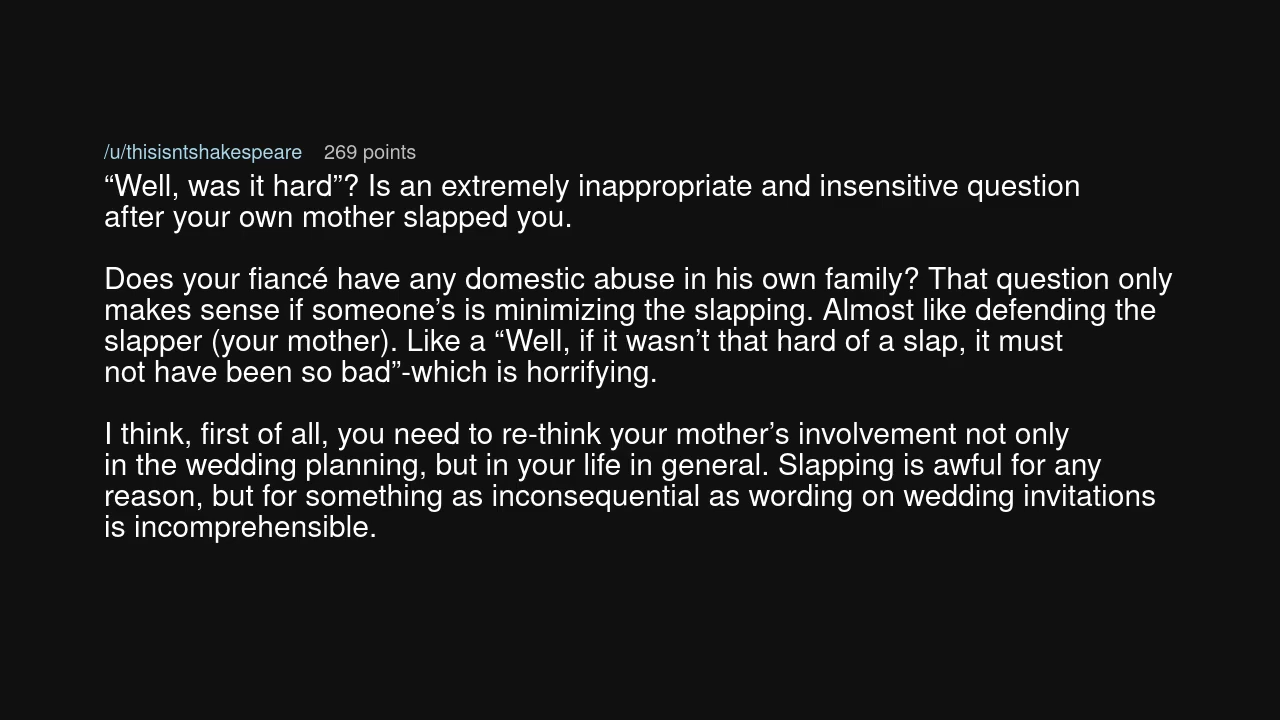 /u/thisisntshakespeare 269 points
“Well, was it hard”? Is an extremely inappropriate and insensitive question
after your own mother slapped you.
Does your fiancé have any domestic abuse in his own family? That question only
makes sense if someone’s is minimizing the slapping. Almost like defending the
slapper (your mother). Like a “Well, if it wasn’t that hard of a slap, it must
not have been so bad”-which is horrifying.
I think, first of all, you need to re-think your mother’s involvement not only
in the wedding planning, but in your life in general. Slapping is awful for any
reason, but for something as inconsequential as wording on wedding invitations
is incomprehensible.